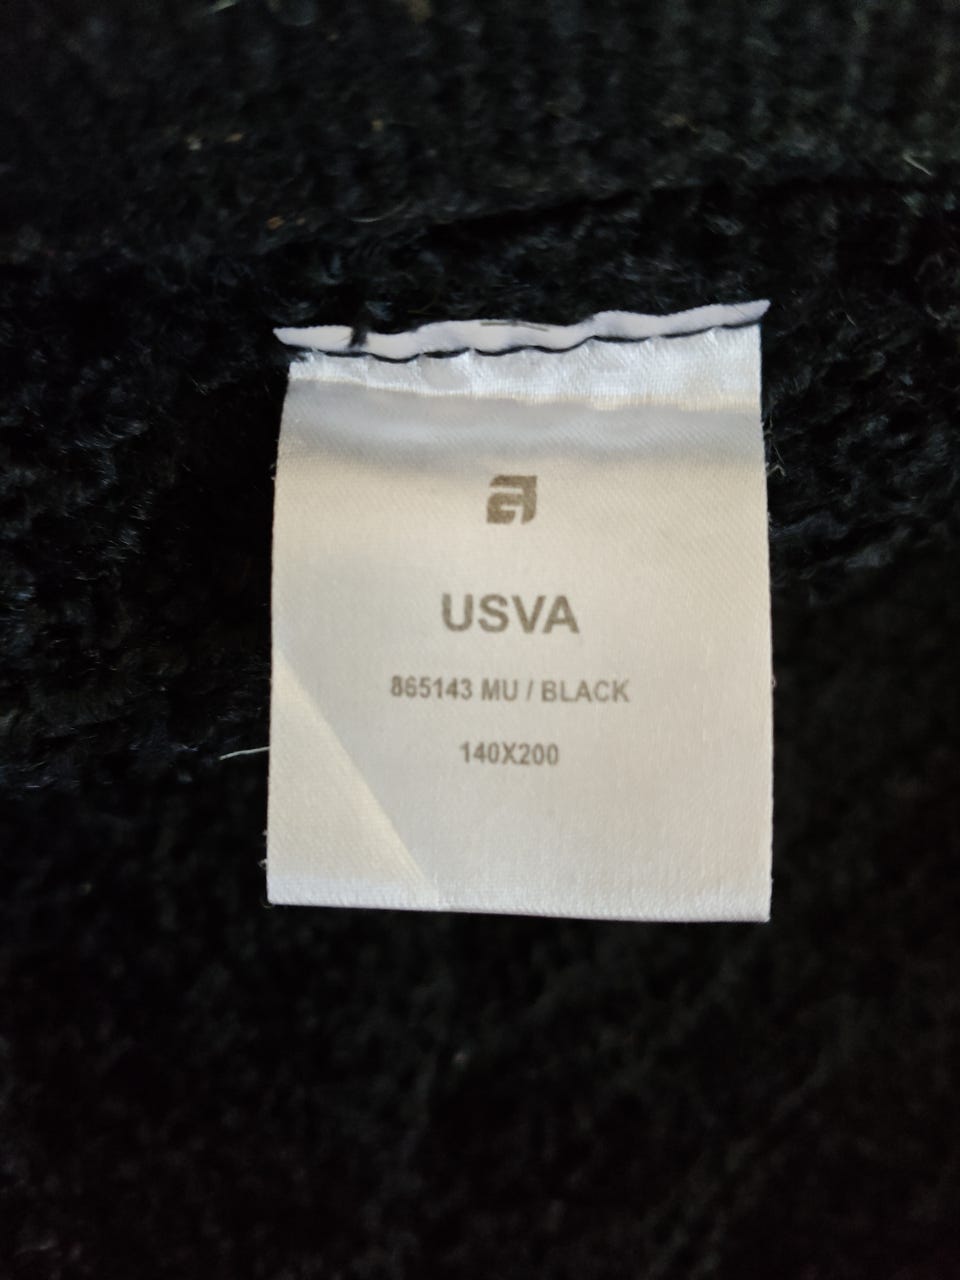 a
USVA
865143 MU / BLACK
140X200